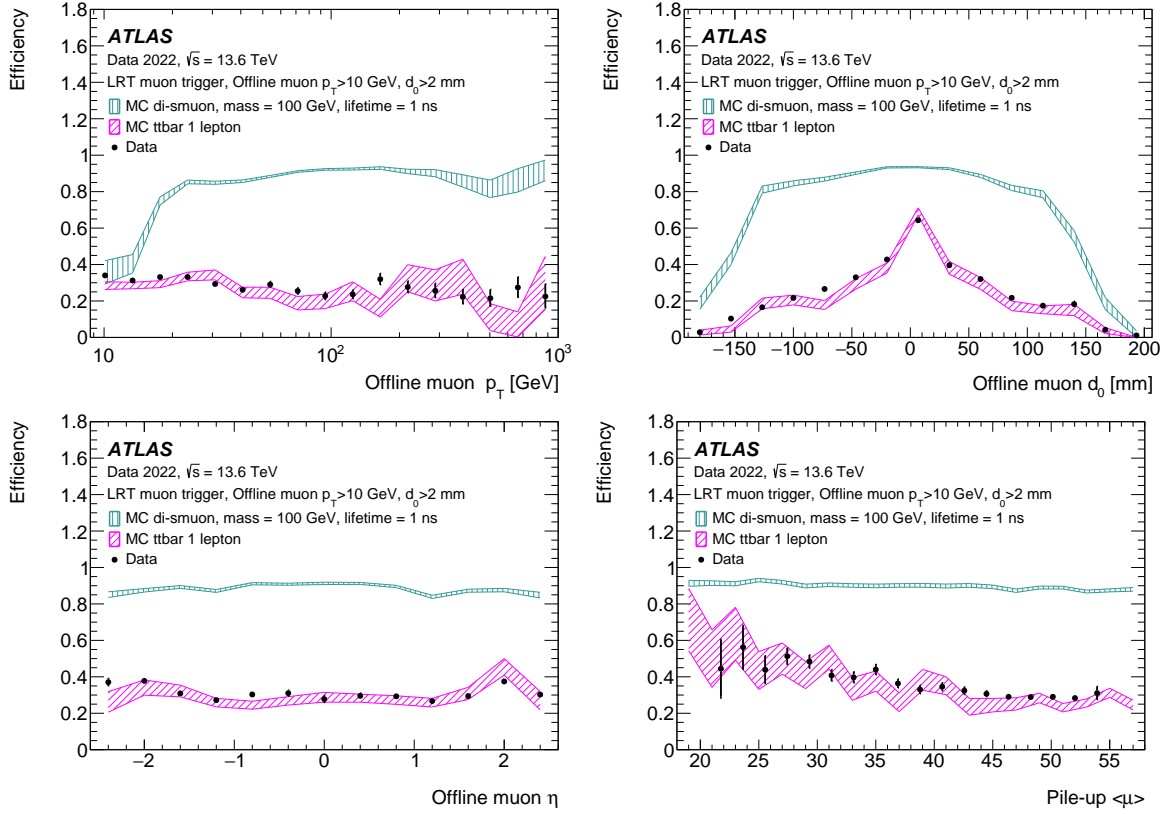 Efficiency
1.8
1.6
1.4
1.2
1
0.8
0.6
0.4
0.2
0
ATLAS
Data 2022, √s = 13.6 TeV
LRT muon trigger, Offline muon p_T>10 GeV, d_0>2 mm
MC di-smuon, mass = 100 GeV, lifetime = 1 ns
MC ttbar 1 lepton
Data
10 10² 10³
Offline muon p_T [GeV]
Efficiency
1.8
1.6
1.4
1.2
1
0.8
0.6
0.4
0.2
0
ATLAS
Data 2022, √s = 13.6 TeV
LRT muon trigger, Offline muon p_T>10 GeV, d_0>2 mm
MC di-smuon, mass = 100 GeV, lifetime = 1 ns
MC ttbar 1 lepton
Data
−150 −100 −50 0 50 100 150 200
Offline muon d_0 [mm]
Efficiency
1.8
1.6
1.4
1.2
1
0.8
0.6
0.4
0.2
0
ATLAS
Data 2022, √s = 13.6 TeV
LRT muon trigger, Offline muon p_T>10 GeV, d_0>2 mm
MC di-smuon, mass = 100 GeV, lifetime = 1 ns
MC ttbar 1 lepton
Data
−2 −1 0 1 2
Offline muon η
Efficiency
1.8
1.6
1.4
1.2
1
0.8
0.6
0.4
0.2
0
ATLAS
Data 2022, √s = 13.6 TeV
LRT muon trigger, Offline muon p_T>10 GeV, d_0>2 mm
MC di-smuon, mass = 100 GeV, lifetime = 1 ns
MC ttbar 1 lepton
Data
20 25 30 35 40 45 50 55
Pile-up <μ>